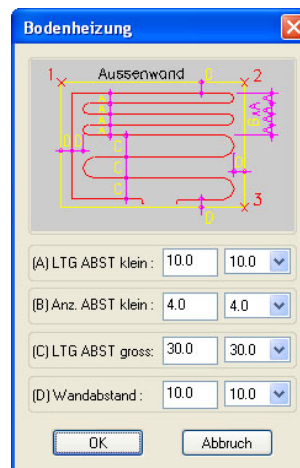 Bodenheizung
1 Aussenwand 2
3
A
A
A
C
C
D
D
(A) LTG ABST klein : 10.0 10.0
(B) Anz. ABST klein : 4.0 4.0
(C) LTG ABST gross: 30.0 30.0
(D) Wandabstand : 10.0 10.0
OK Abbruch